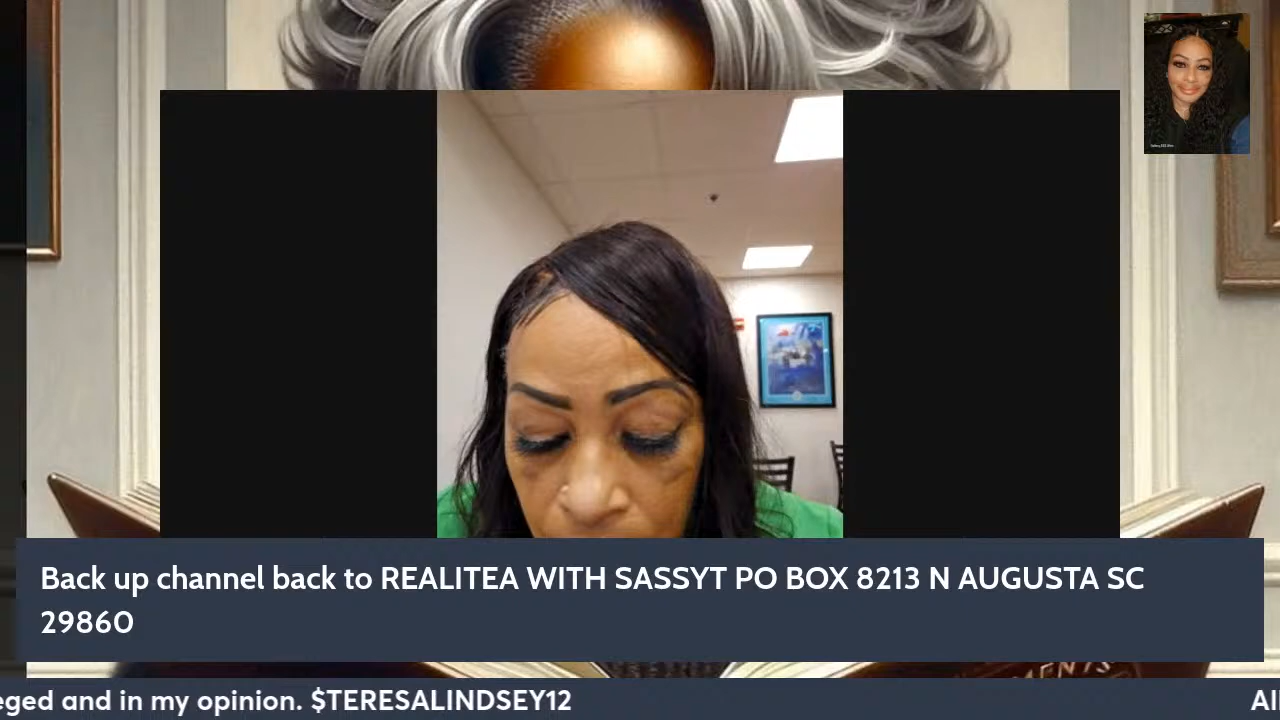 Back up channel back to REALITEA WITH SASSYT PO BOX 8213 N AUGUSTA SC
29860
eged and in my opinion. $TERESALINDSEY12
All